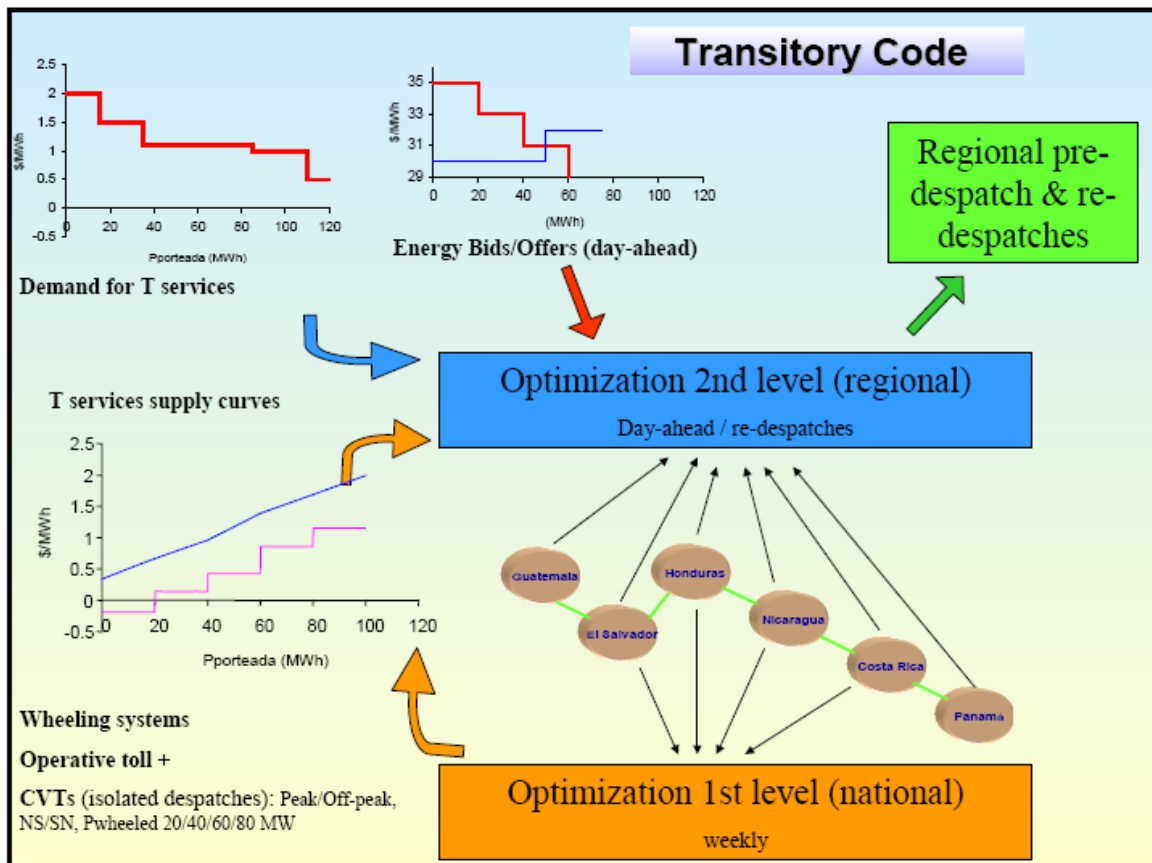 Transitory Code
2.5
2
1.5
1
0.5
0
-0.5
$/MWh
0 20 40 60 80 100 120
Pporteada (MWh)
Demand for T services
35
33
31
29
$/MWh
0 20 40 60 80 100 120
(MWh)
Energy Bids/Offers (day-ahead)
Regional pre-
despatch & re-
despatches
Optimization 2nd level (regional)
Day-ahead / re-despatches
T services supply curves
2.5
2
1.5
1
0.5
0
-0.5
$/MWh
0 20 40 60 80 100 120
Pporteada (MWh)
Guatemala
Honduras
El Salvador
Nicaragua
Costa Rica
Panamá
Wheeling systems
Operative toll +
CVTs (isolated despatches): Peak/Off-peak,
NS/SN, Pwheeled 20/40/60/80 MW
Optimization 1st level (national)
weekly